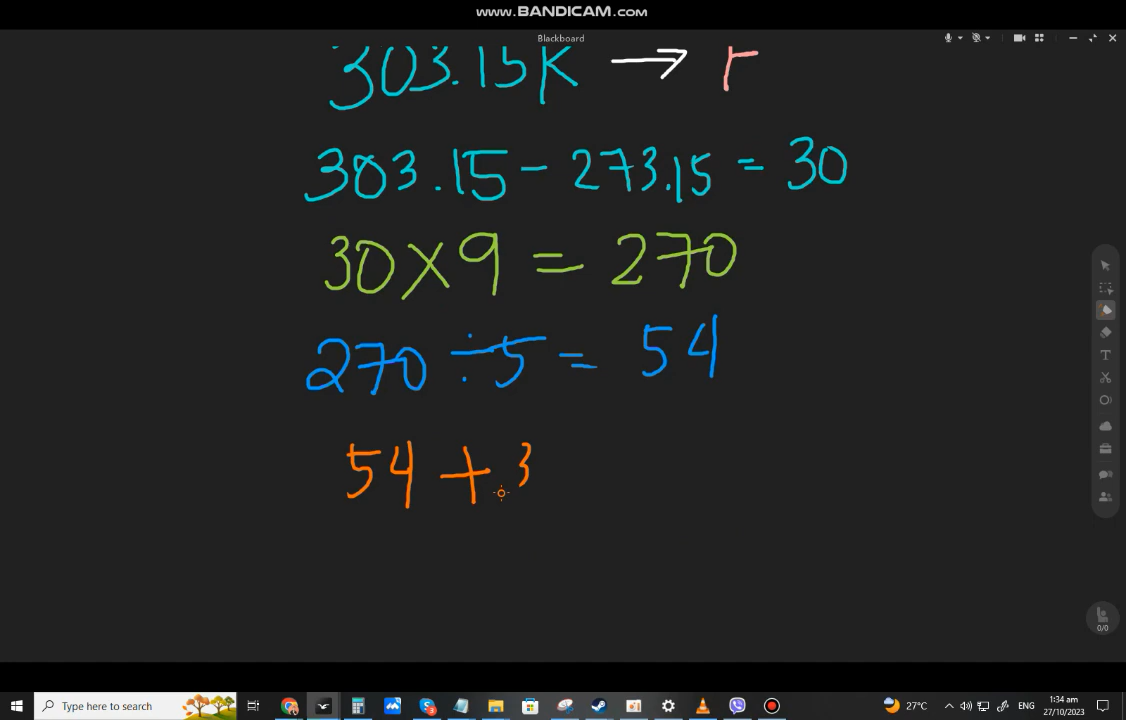 WWW.BANDICAM.COM
Blackboard
303.15K → F
303.15 - 273.15 = 30
30 × 9 = 270
270 ÷ 5 = 54
54 + 3
T
0/0
Type here to search
27°C
ENG
1:34 am
27/10/2023